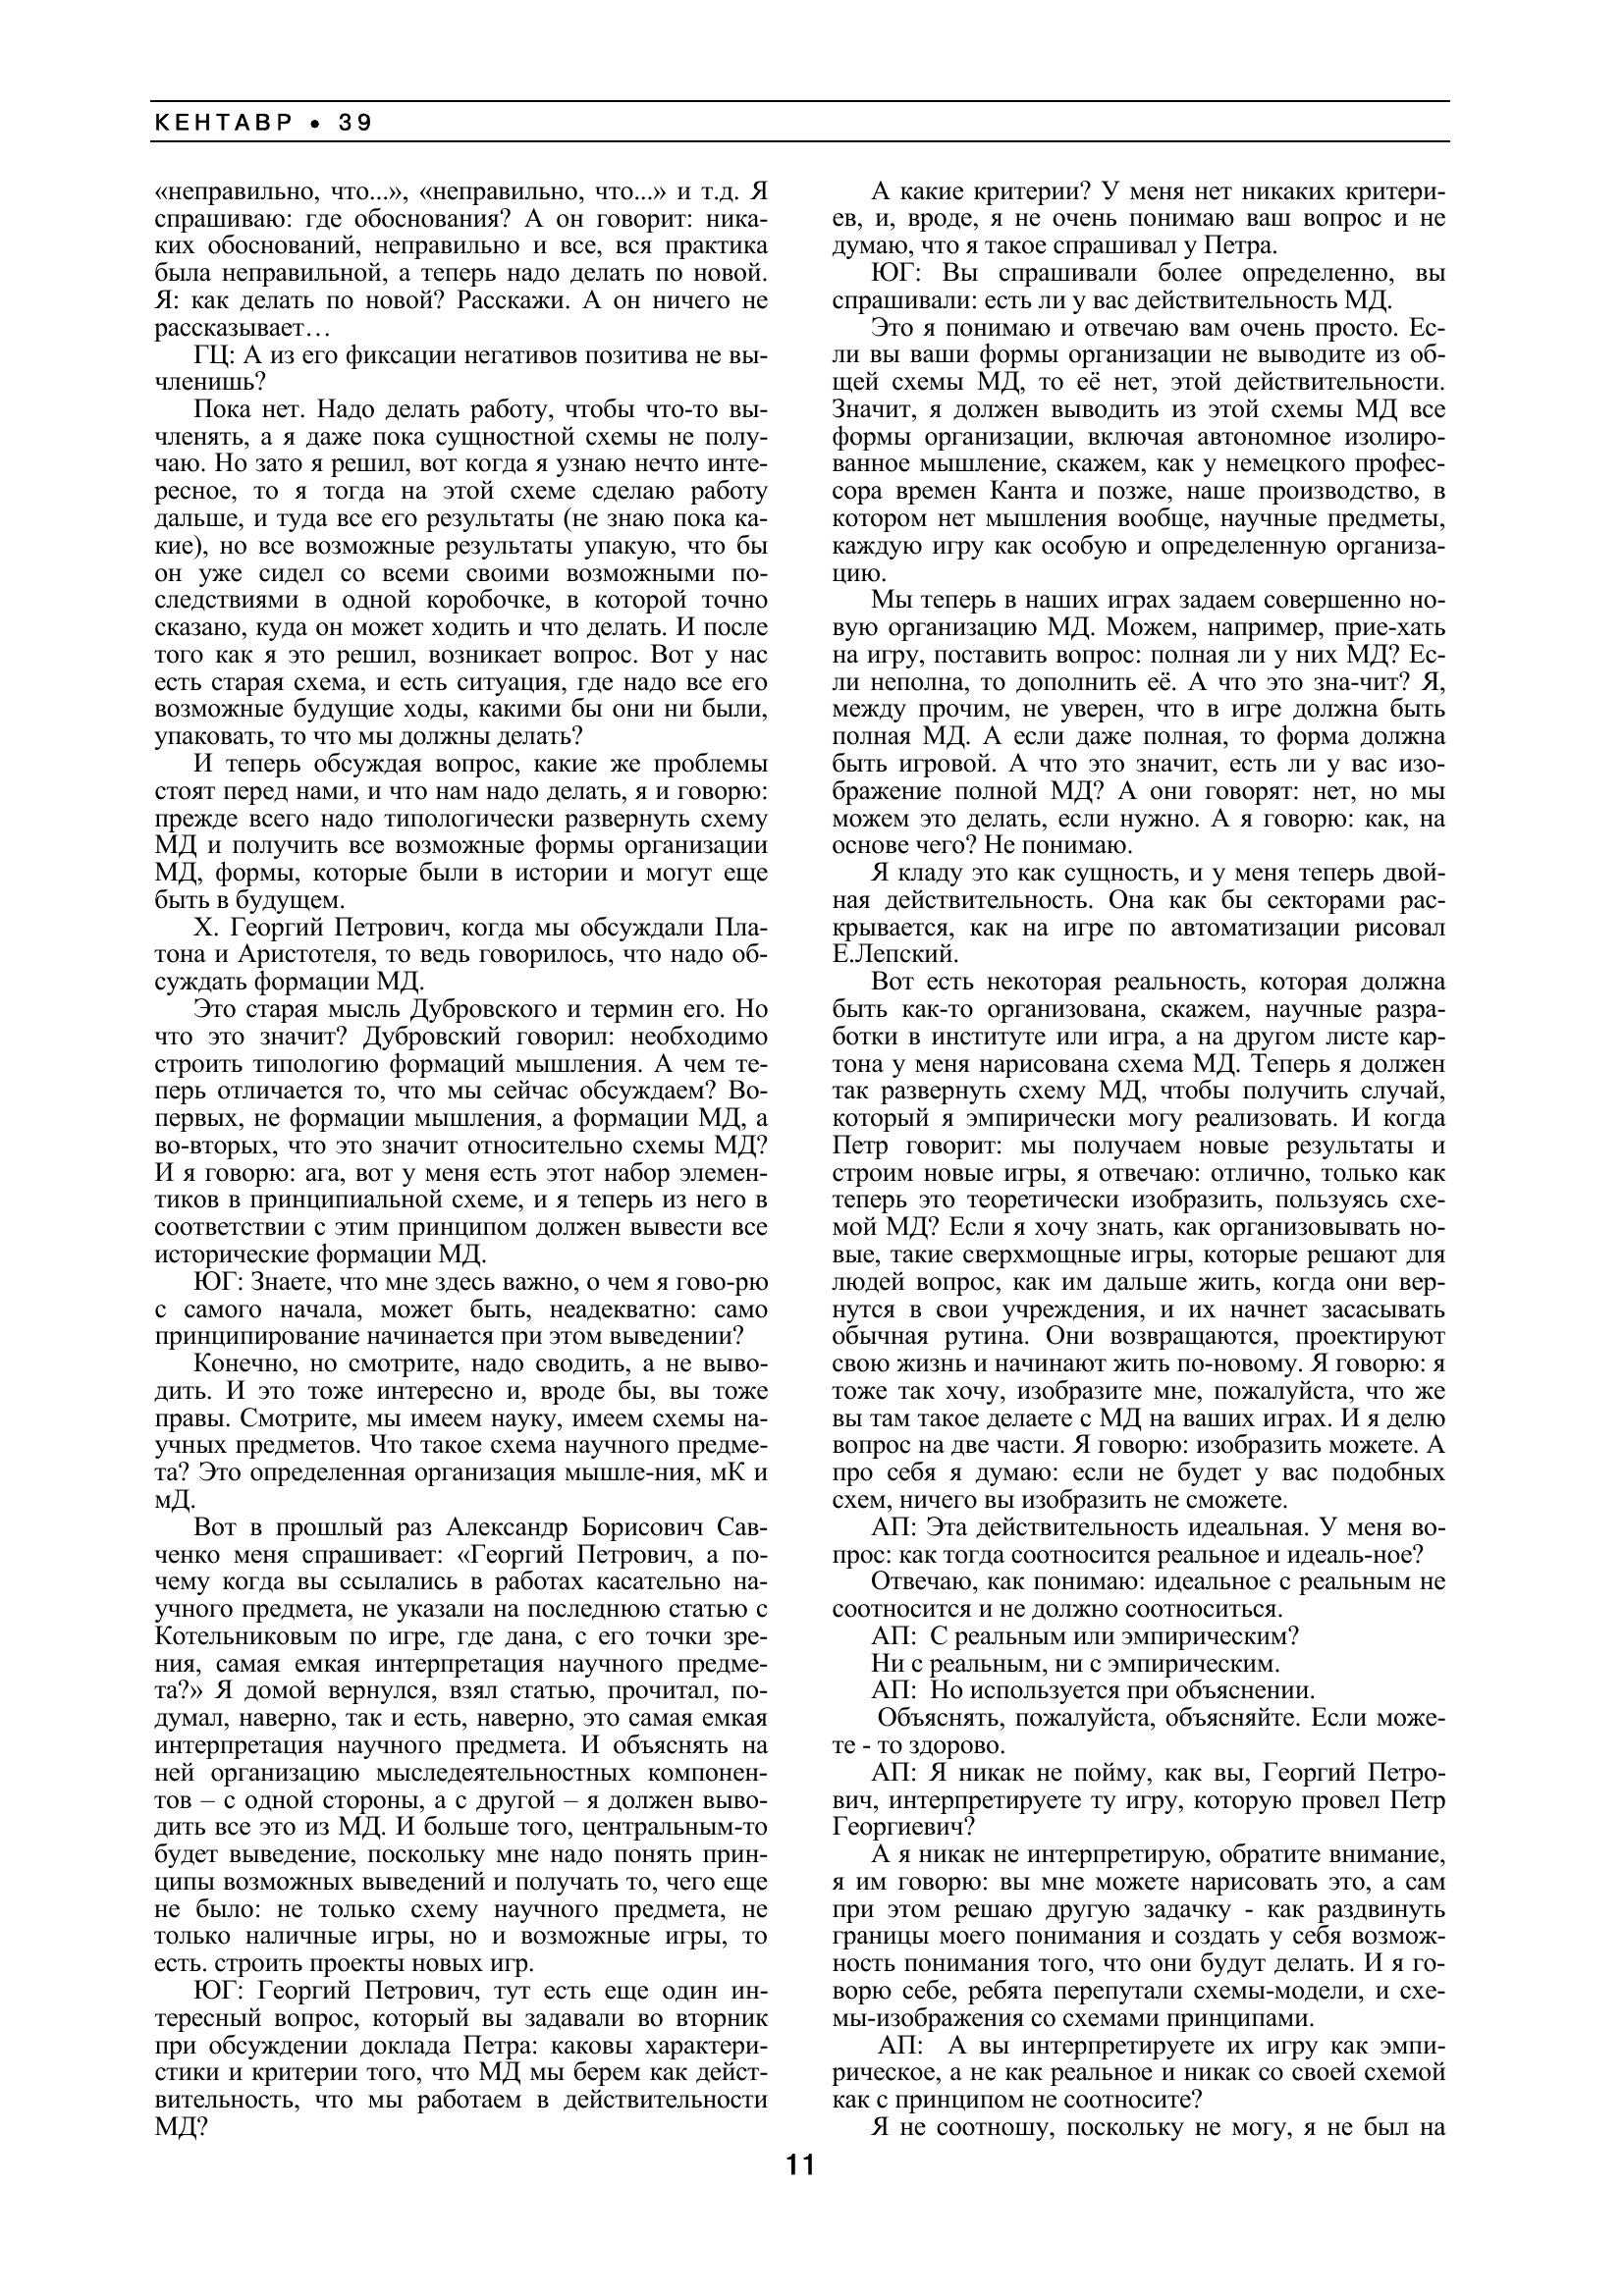 КЕНТАВР • 39
«неправильно, что...», «неправильно, что...» и т.д. Я
спрашиваю: где обоснования? А он говорит: ника-
ких обоснований, неправильно и все, вся практика
была неправильной, а теперь надо делать по новой.
Я: как делать по новой? Расскажи. А он ничего не
рассказывает…
ГЦ: А из его фиксации негативов позитива не вы-
членишь?
Пока нет. Надо делать работу, чтобы что-то вы-
членять, а я даже пока сущностной схемы не полу-
чаю. Но зато я решил, вот когда я узнаю нечто инте-
ресное, то я тогда на этой схеме сделаю работу
дальше, и туда все его результаты (не знаю пока ка-
кие), но все возможные результаты упакую, что бы
он уже сидел со всеми своими возможными по-
следствиями в одной коробочке, в которой точно
сказано, куда он может ходить и что делать. И после
того как я это решил, возникает вопрос. Вот у нас
есть старая схема, и есть ситуация, где надо все его
возможные будущие ходы, какими бы они ни были,
упаковать, то что мы должны делать?
И теперь обсуждая вопрос, какие же проблемы
стоят перед нами, и что нам надо делать, я и говорю:
прежде всего надо типологически развернуть схему
МД и получить все возможные формы организации
МД, формы, которые были в истории и могут еще
быть в будущем.
Х. Георгий Петрович, когда мы обсуждали Пла-
тона и Аристотеля, то ведь говорилось, что надо об-
суждать формации МД.
Это старая мысль Дубровского и термин его. Но
что это значит? Дубровский говорил: необходимо
строить типологию формаций мышления. А чем те-
перь отличается то, что мы сейчас обсуждаем? Во-
первых, не формации мышления, а формации МД, а
во-вторых, что это значит относительно схемы МД?
И я говорю: ага, вот у меня есть этот набор элемен-
тиков в принципиальной схеме, и я теперь из него в
соответствии с этим принципом должен вывести все
исторические формации МД.
ЮГ: Знаете, что мне здесь важно, о чем я гово-рю
с самого начала, может быть, неадекватно: само
принципирование начинается при этом выведении?
Конечно, но смотрите, надо сводить, а не выво-
дить. И это тоже интересно и, вроде бы, вы тоже
правы. Смотрите, мы имеем науку, имеем схемы на-
учных предметов. Что такое схема научного предме-
та? Это определенная организация мышле-ния, мК и
мД.
Вот в прошлый раз Александр Борисович Сав-
ченко меня спрашивает: «Георгий Петрович, а по-
чему когда вы ссылались в работах касательно на-
учного предмета, не указали на последнюю статью с
Котельниковым по игре, где дана, с его точки зре-
ния, самая емкая интерпретация научного предме-
та?» Я домой вернулся, взял статью, прочитал, по-
думал, наверно, так и есть, наверно, это самая емкая
интерпретация научного предмета. И объяснять на
ней организацию мыследеятельностных компонен-
тов – с одной стороны, а с другой – я должен выво-
дить все это из МД. И больше того, центральным-то
будет выведение, поскольку мне надо понять прин-
ципы возможных выведений и получать то, чего еще
не было: не только схему научного предмета, не
только наличные игры, но и возможные игры, то
есть. строить проекты новых игр.
ЮГ: Георгий Петрович, тут есть еще один ин-
тересный вопрос, который вы задавали во вторник
при обсуждении доклада Петра: каковы характери-
стики и критерии того, что МД мы берем как дейст-
вительность, что мы работаем в действительности
МД?
А какие критерии? У меня нет никаких критери-
ев, и, вроде, я не очень понимаю ваш вопрос и не
думаю, что я такое спрашивал у Петра.
ЮГ: Вы спрашивали более определенно, вы
спрашивали: есть ли у вас действительность МД.
Это я понимаю и отвечаю вам очень просто. Ес-
ли вы ваши формы организации не выводите из об-
щей схемы МД, то её нет, этой действительности.
Значит, я должен выводить из этой схемы МД все
формы организации, включая автономное изолиро-
ванное мышление, скажем, как у немецкого профес-
сора времен Канта и позже, наше производство, в
котором нет мышления вообще, научные предметы,
каждую игру как особую и определенную организа-
цию.
Мы теперь в наших играх задаем совершенно но-
вую организацию МД. Можем, например, прие-хать
на игру, поставить вопрос: полная ли у них МД? Ес-
ли неполна, то дополнить её. А что это зна-чит? Я,
между прочим, не уверен, что в игре должна быть
полная МД. А если даже полная, то форма должна
быть игровой. А что это значит, есть ли у вас изо-
бражение полной МД? А они говорят: нет, но мы
можем это делать, если нужно. А я говорю: как, на
основе чего? Не понимаю.
Я кладу это как сущность, и у меня теперь двой-
ная действительность. Она как бы секторами рас-
крывается, как на игре по автоматизации рисовал
Е.Лепский.
Вот есть некоторая реальность, которая должна
быть как-то организована, скажем, научные разра-
ботки в институте или игра, а на другом листе кар-
тона у меня нарисована схема МД. Теперь я должен
так развернуть схему МД, чтобы получить случай,
который я эмпирически могу реализовать. И когда
Петр говорит: мы получаем новые результаты и
строим новые игры, я отвечаю: отлично, только как
теперь это теоретически изобразить, пользуясь схе-
мой МД? Если я хочу знать, как организовывать но-
вые, такие сверхмощные игры, которые решают для
людей вопрос, как им дальше жить, когда они вер-
нутся в свои учреждения, и их начнет засасывать
обычная рутина. Они возвращаются, проектируют
свою жизнь и начинают жить по-новому. Я говорю: я
тоже так хочу, изобразите мне, пожалуйста, что же
вы там такое делаете с МД на ваших играх. И я делю
вопрос на две части. Я говорю: изобразить можете. А
про себя я думаю: если не будет у вас подобных
схем, ничего вы изобразить не сможете.
АП: Эта действительность идеальная. У меня во-
прос: как тогда соотносится реальное и идеаль-ное?
Отвечаю, как понимаю: идеальное с реальным не
соотносится и не должно соотноситься.
АП: С реальным или эмпирическим?
Ни с реальным, ни с эмпирическим.
АП: Но используется при объяснении.
Объяснять, пожалуйста, объясняйте. Если може-
те - то здорово.
АП: Я никак не пойму, как вы, Георгий Петро-
вич, интерпретируете ту игру, которую провел Петр
Георгиевич?
А я никак не интерпретирую, обратите внимание,
я им говорю: вы мне можете нарисовать это, а сам
при этом решаю другую задачку - как раздвинуть
границы моего понимания и создать у себя возмож-
ность понимания того, что они будут делать. И я го-
ворю себе, ребята перепутали схемы-модели, и схе-
мы-изображения со схемами принципами.
АП: А вы интерпретируете их игру как эмпи-
рическое, а не как реальное и никак со своей схемой
как с принципом не соотносите?
Я не соотношу, поскольку не могу, я не был на
11